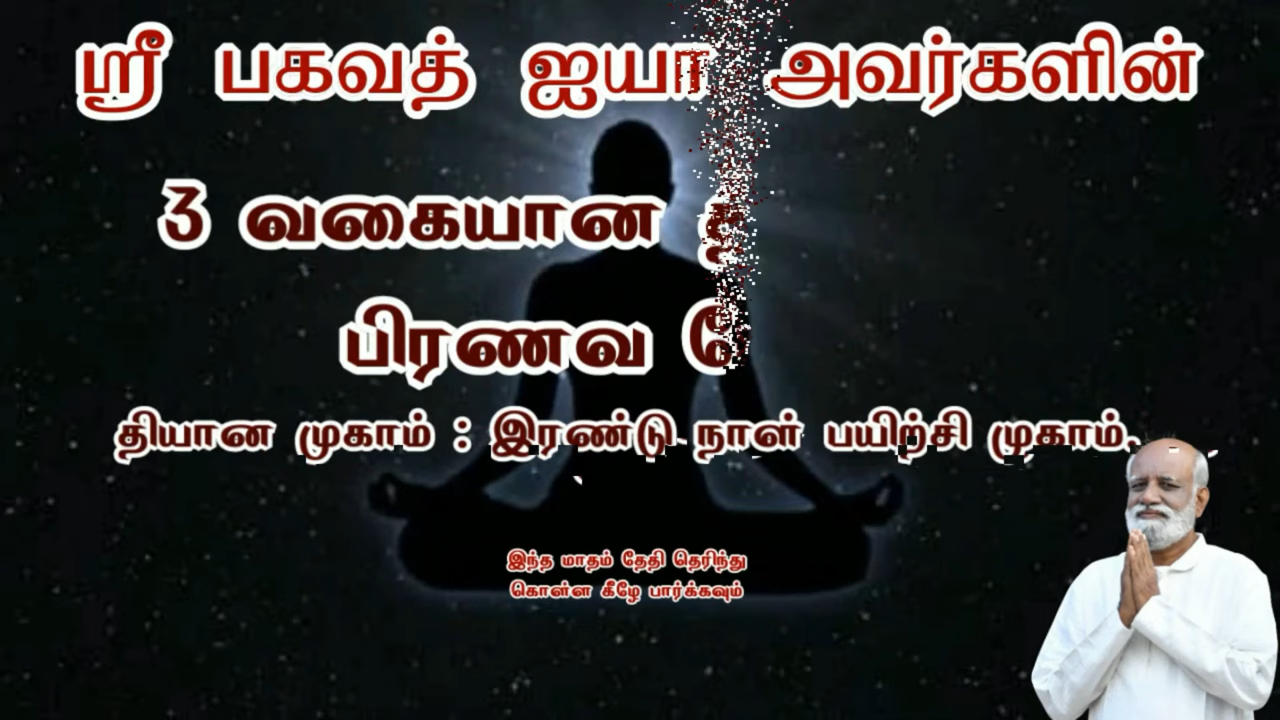 ஸ்ரீ பகவத் ஐயா அவர்களின்
3 வகையான
பிரணவ
தியான முகாம் : இரண்டு நாள் பயிற்சி முகாம்.
இந்த மாதம் தேதி தெரிந்து
கொள்ள கீழே பார்க்கவும்